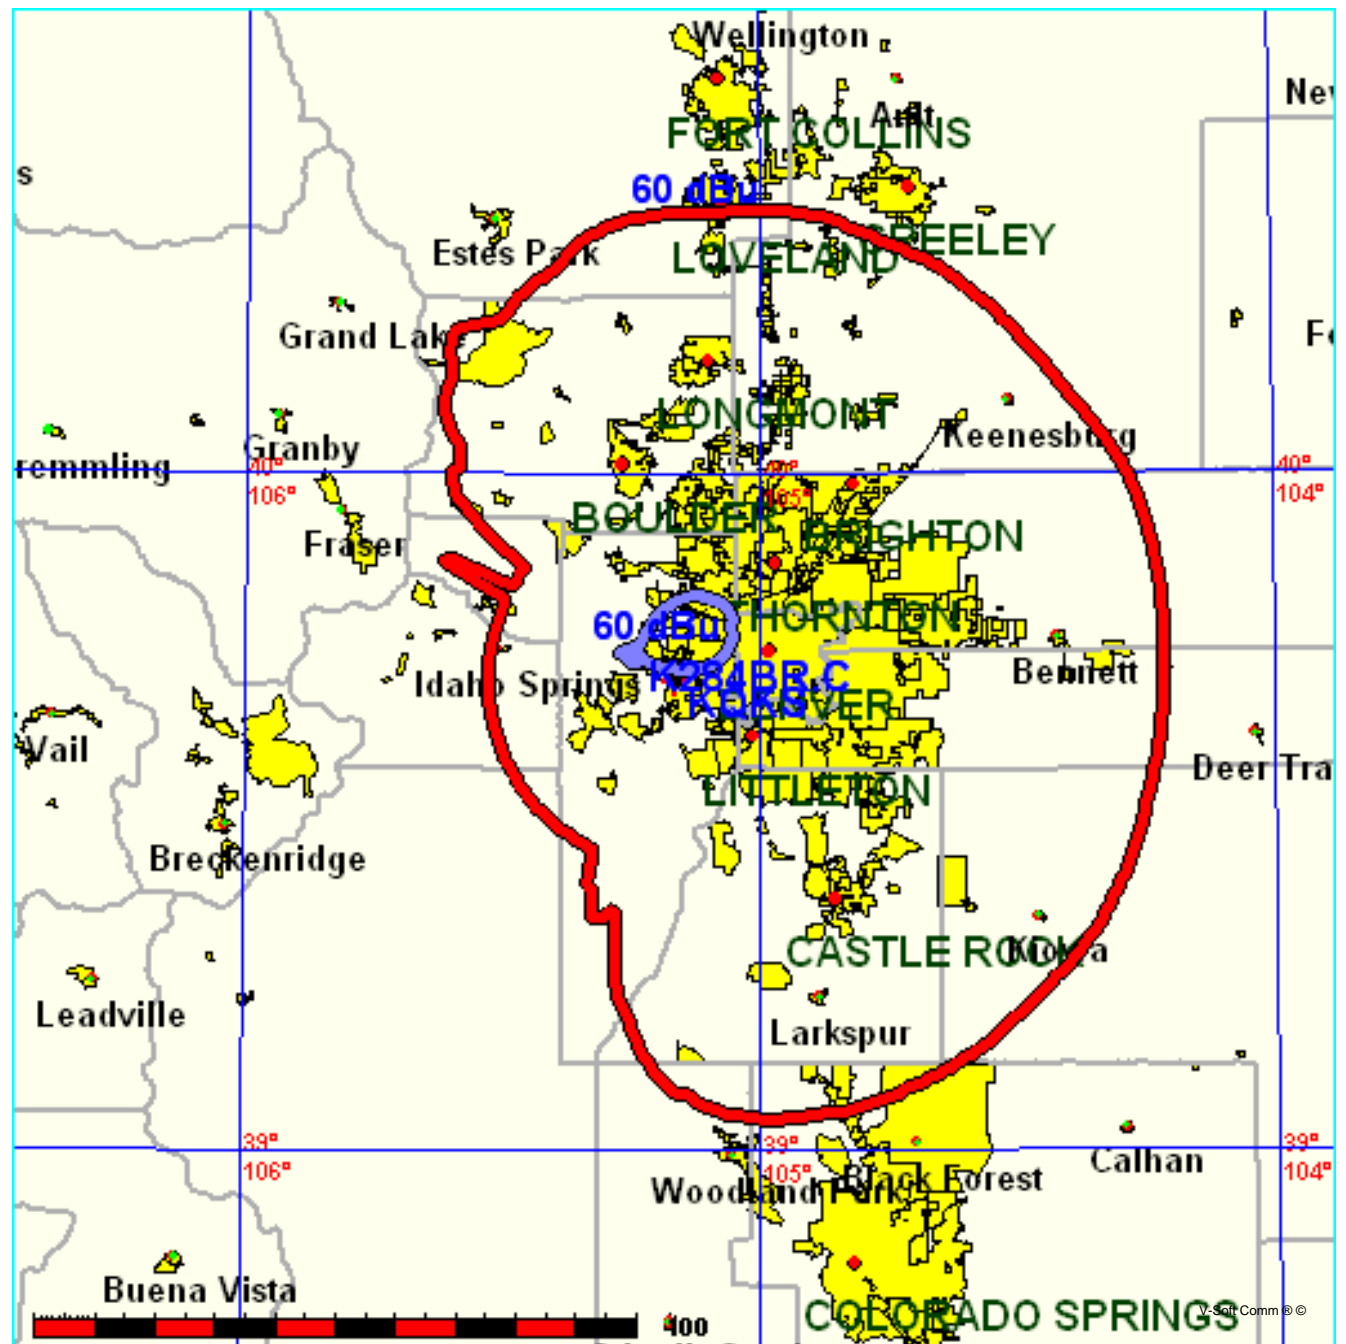 Wellington
New
Ault
FORT COLLINS
s
60 dBu
GREELEY
Estes Park
LOVELAND
Grand Lake
LONGMONT
Keenesburg
Granby
remmling
40°
106°
40°
105°
40°
104°
BOULDER
BRIGHTON
Fraser
THORNTON
60 dBu
Bennett
Idaho Springs
K284BR.C
DENVER
Vail
Deer Tra
LITTLETON
Breckenridge
CASTLE ROCK
Kiowa
Leadville
Larkspur
39°
106°
39°
105°
39°
104°
Calhan
Woodland Park
Black Forest
Buena Vista
COLORADO SPRINGS
V-Soft Comm ® ©
100